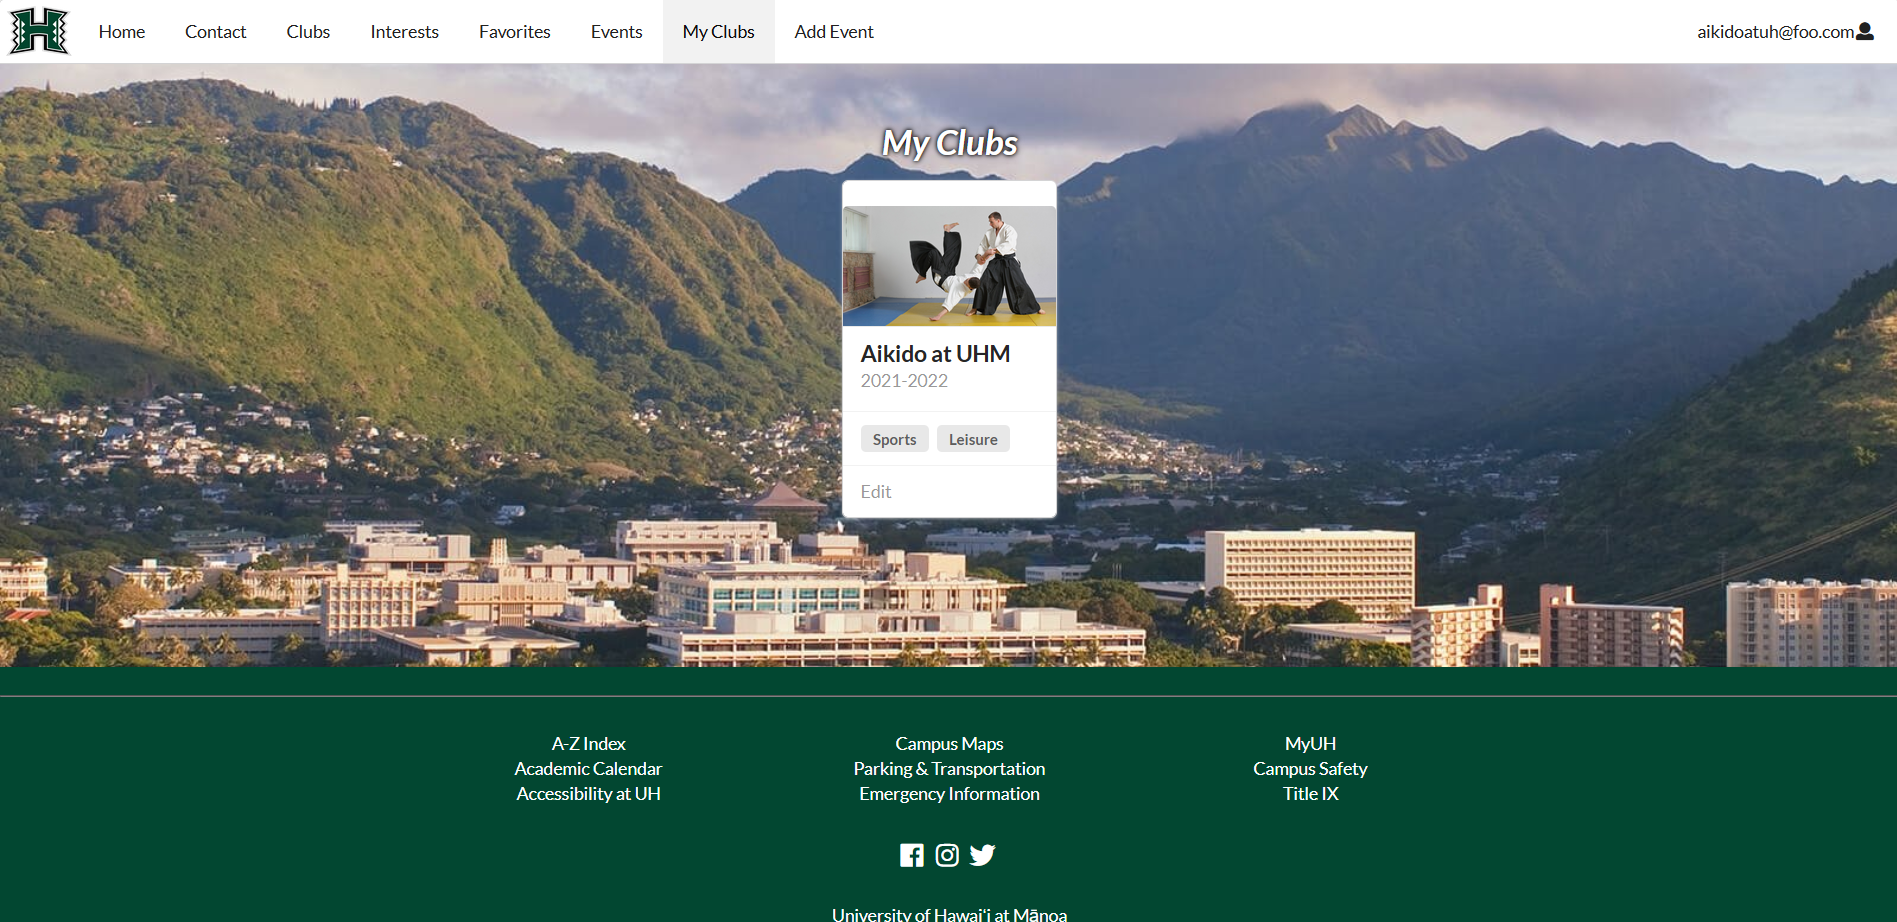 Home Contact Clubs Interests Favorites Events My Clubs Add Event aikidoatuh@foo.com
My Clubs
Aikido at UHM
2021-2022
Sports Leisure
Edit
A-Z Index
Academic Calendar
Accessibility at UH
Campus Maps
Parking & Transportation
Emergency Information
MyUH
Campus Safety
Title IX
University of Hawaiʻi at Mānoa